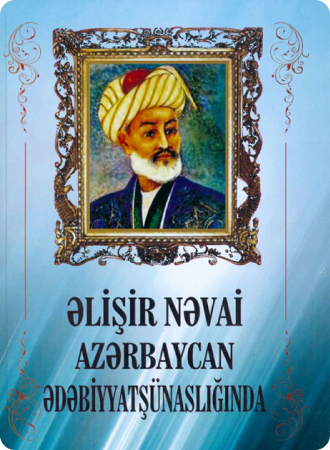 ƏLİŞİR NƏVAİ
AZƏRBAYCAN
ƏDƏBİYYATŞÜNASLIĞINDA